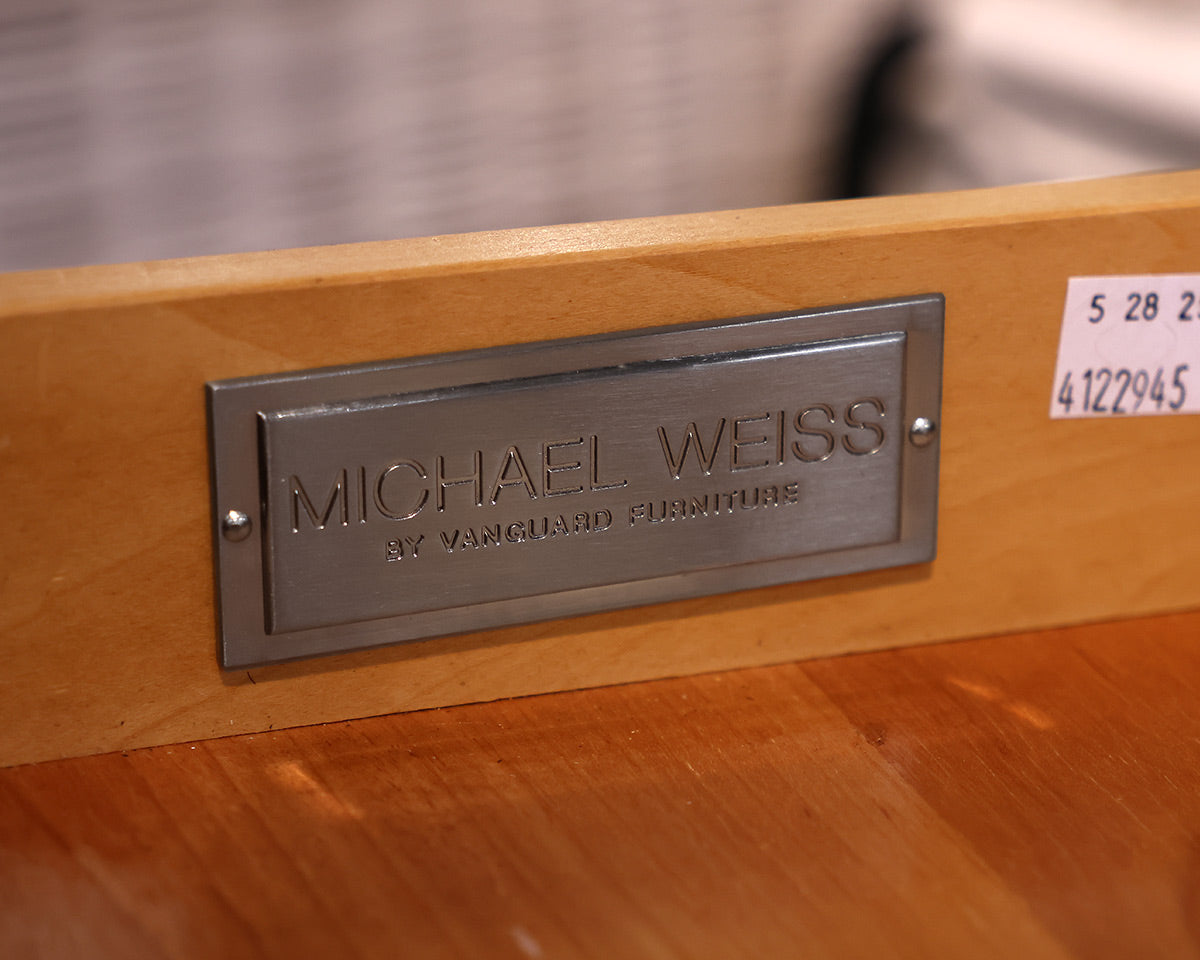 MICHAEL WEISS
BY VANGUARD FURNITURE
5 28
4122945